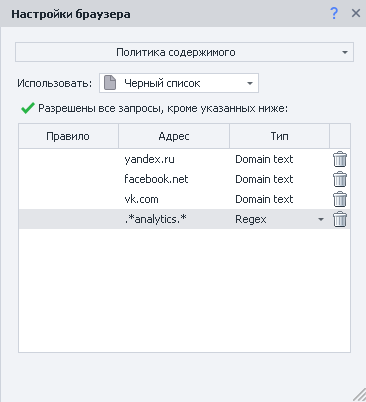 Настройки браузера ?
Политика содержимого
Использовать: Черный список
Разрешены все запросы, кроме указанных ниже:
Правило Адрес Тип
yandex.ru Domain text
facebook.net Domain text
vk.com Domain text
.*analytics.* Regex